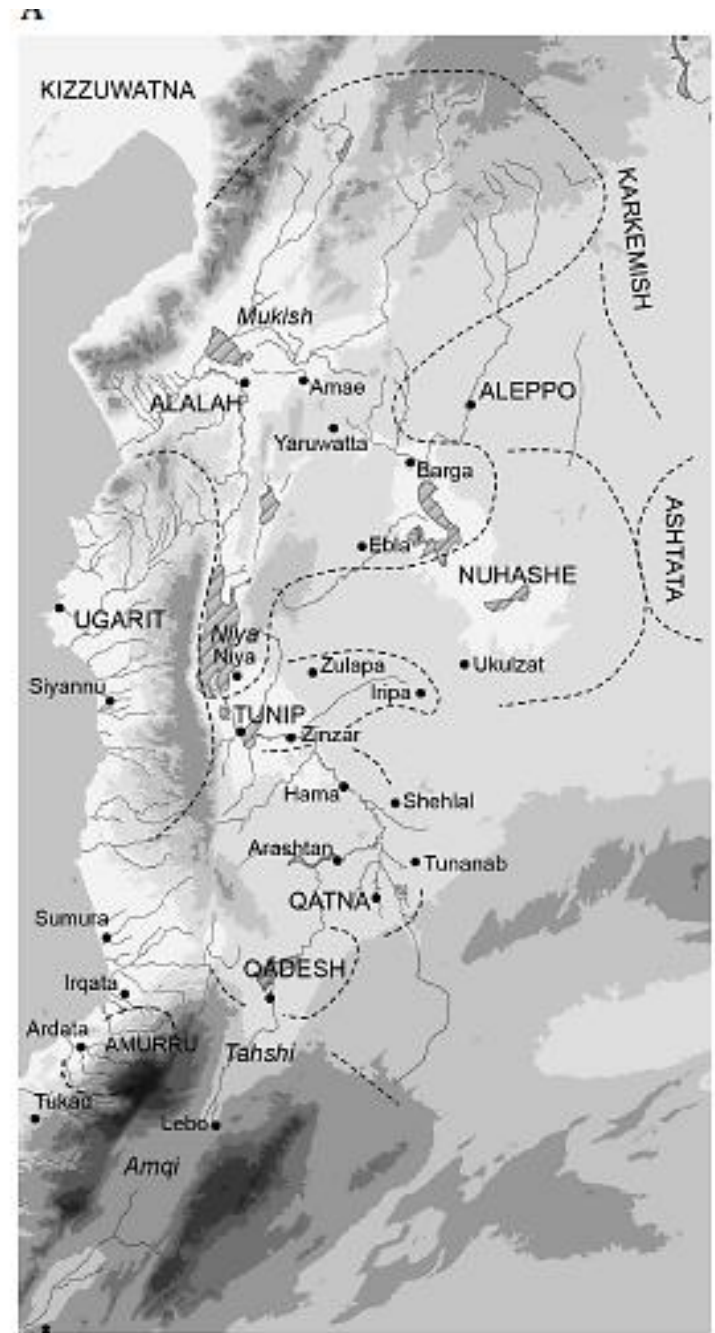 A
KIZZUWATNA
KARKEMISH
Mukish
ALALAH
Amae
ALEPPO
Yaruwatta
Barga
ASHTATA
Ebla
NUHASHE
UGARIT
Niya
Niya
Zulapa
Ukulzat
Siyannu
Iripa
TUNIP
Zinzar
Hama
Shehlal
Arashtan
Tunanab
QATNA
Sumura
QADESH
Irqata
Ardata
AMURRU
Tahshi
Tukad
Lebo
Amqi